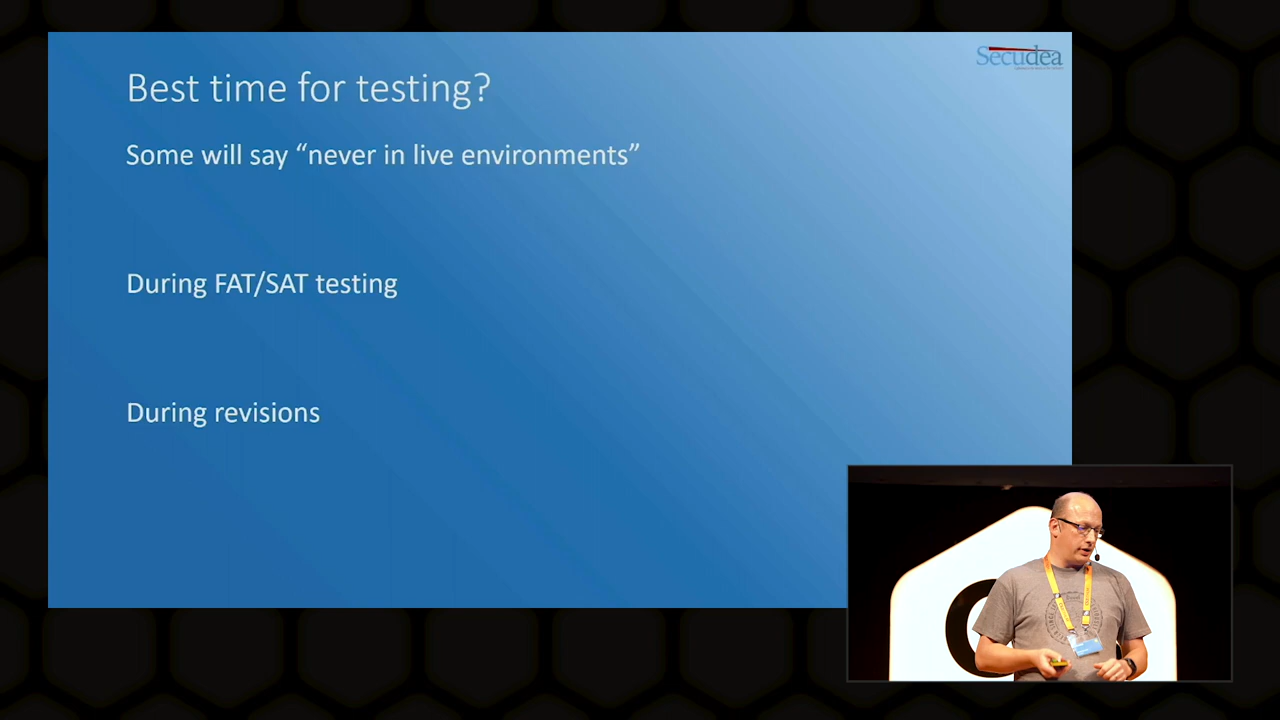 Secudea
Best time for testing?
Some will say “never in live environments”
During FAT/SAT testing
During revisions